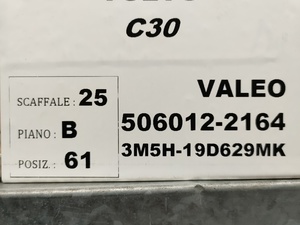 C30
VALEO
SCAFFALE : 25
506012-2164
PIANO : B
3M5H-19D629MK
POSIZ. : 61